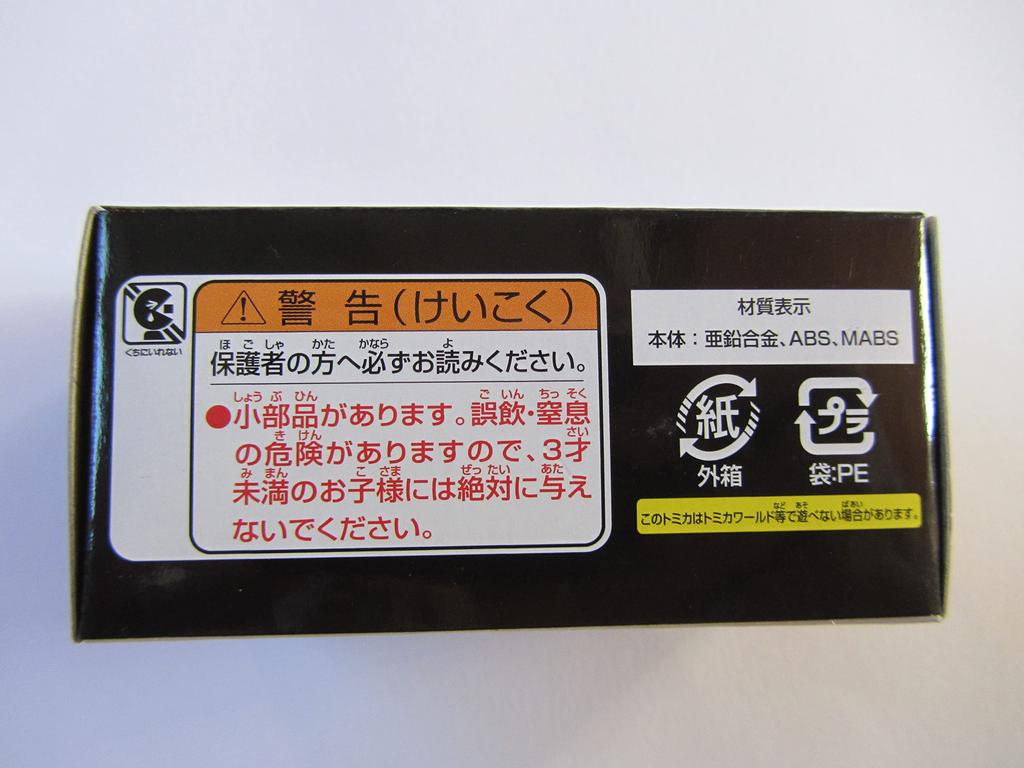 くちにいれない
警 告(けいこく)
ほ ご しゃ かた かなら よ
保護者の方へ必ずお読みください。
しょう ぶ ひん ご いん ちっ そく
●小部品があります。誤飲・窒息
き けん さい
の危険がありますので、3才
み まん こ さま ぜっ たい あた
未満のお子様には絶対に与え
ないでください。
材質表示
本体：亜鉛合金、ABS、MABS
紙
外箱
プラ
袋:PE
など あそ ばあい
このトミカはトミカワールド等で遊べない場合があります。